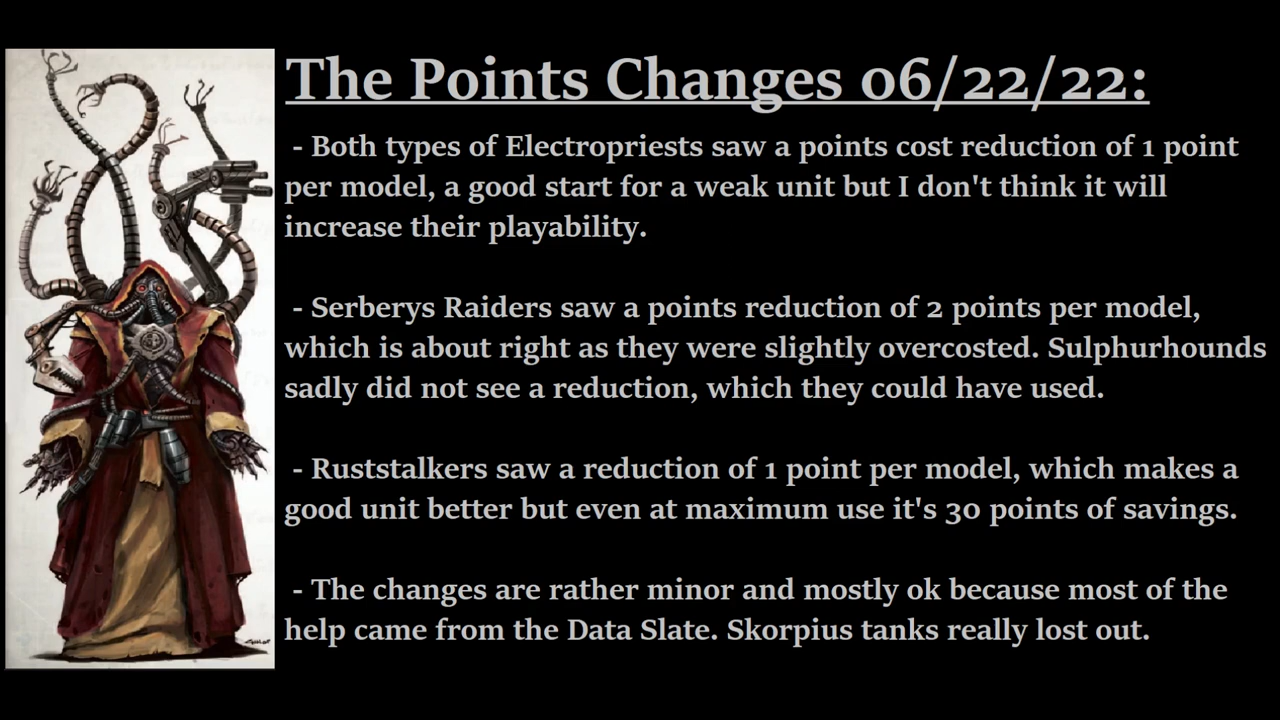 The Points Changes 06/22/22:
- Both types of Electropriests saw a points cost reduction of 1 point
per model, a good start for a weak unit but I don't think it will
increase their playability.
- Serberys Raiders saw a points reduction of 2 points per model,
which is about right as they were slightly overcosted. Sulphurhounds
sadly did not see a reduction, which they could have used.
- Ruststalkers saw a reduction of 1 point per model, which makes a
good unit better but even at maximum use it's 30 points of savings.
- The changes are rather minor and mostly ok because most of the
help came from the Data Slate. Skorpius tanks really lost out.